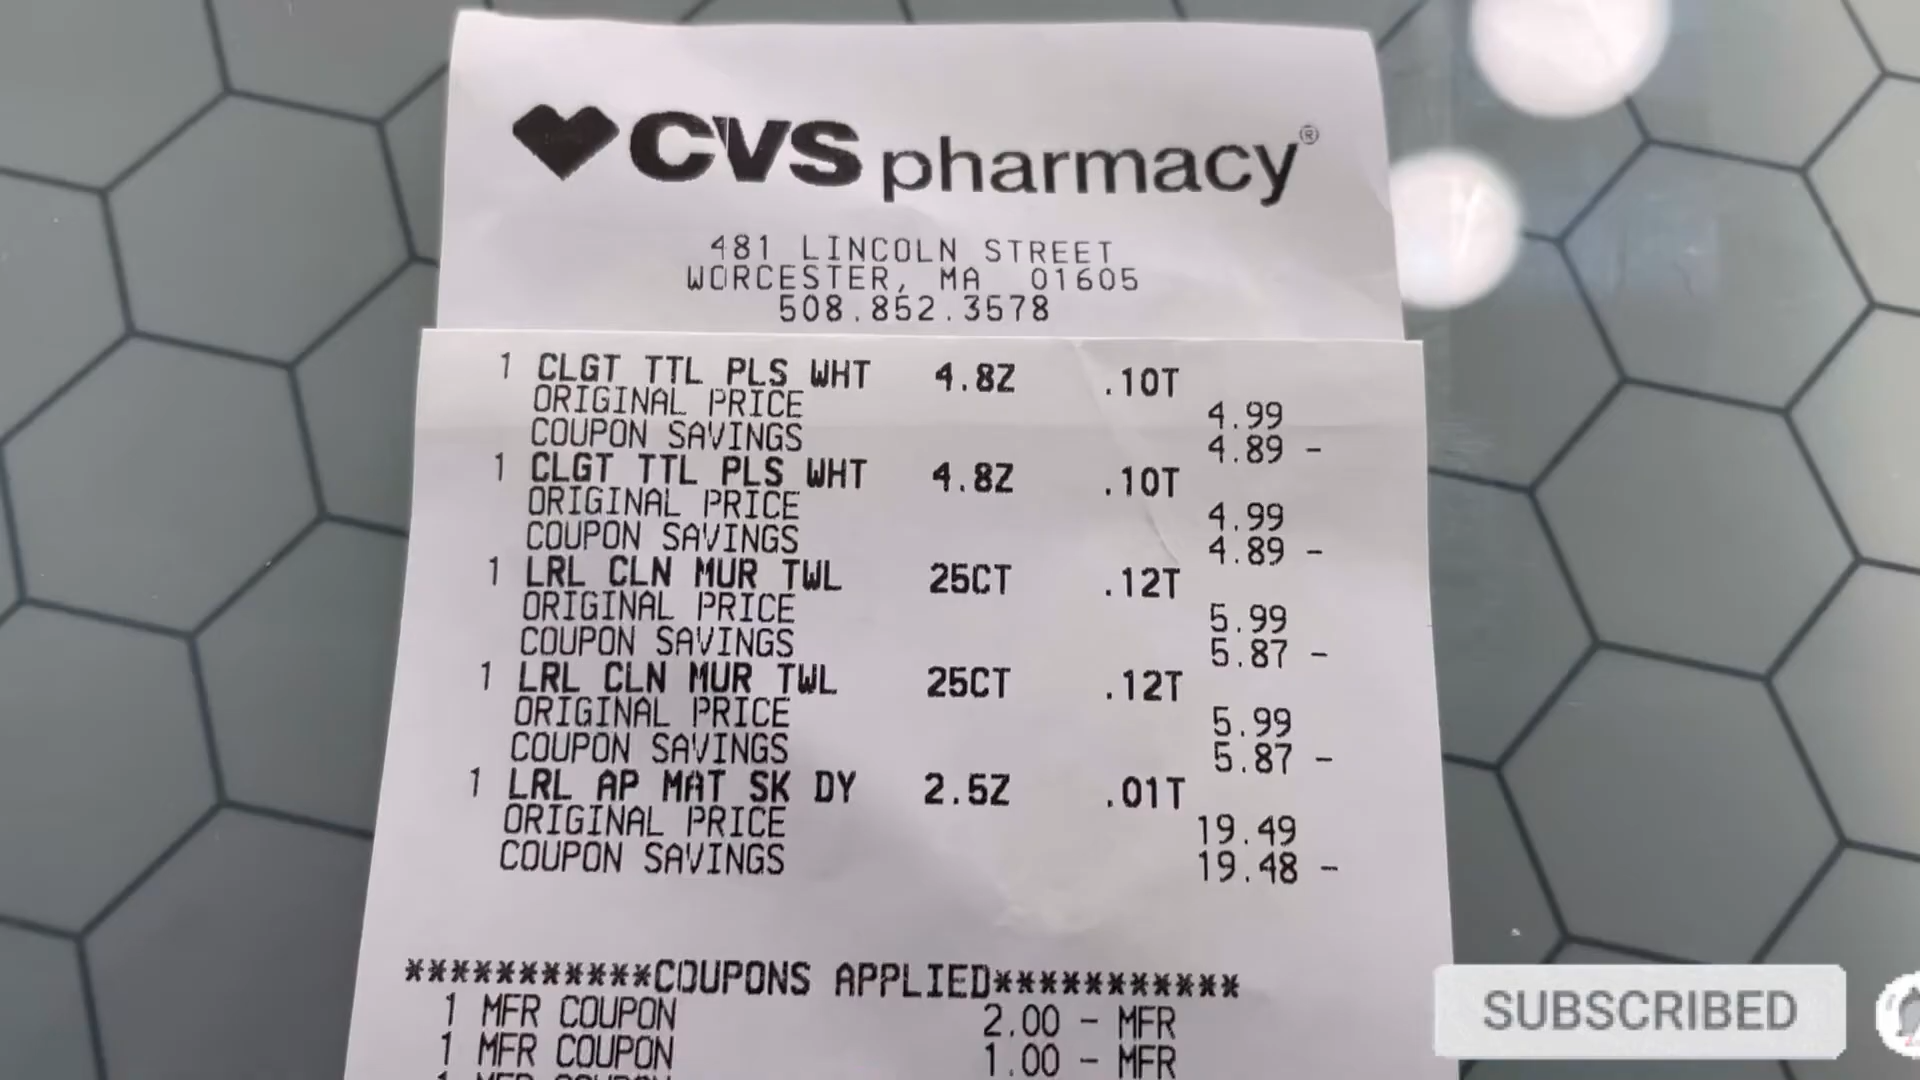 CVS pharmacy®
481 LINCOLN STREET
WORCESTER, MA 01605
508.852.3578
1 CLGT TTL PLS WHT 4.8Z .10T
ORIGINAL PRICE 4.99
COUPON SAVINGS 4.89 -
1 CLGT TTL PLS WHT 4.8Z .10T
ORIGINAL PRICE 4.99
COUPON SAVINGS 4.89 -
1 LRL CLN MUR TWL 25CT .12T
ORIGINAL PRICE 5.99
COUPON SAVINGS 5.87 -
1 LRL CLN MUR TWL 25CT .12T
ORIGINAL PRICE 5.99
COUPON SAVINGS 5.87 -
1 LRL AP MAT SK DY 2.5Z .01T
ORIGINAL PRICE 19.49
COUPON SAVINGS 19.48 -
***********COUPONS APPLIED***********
1 MFR COUPON 2.00 - MFR
1 MFR COUPON 1.00 - MFR
SUBSCRIBED